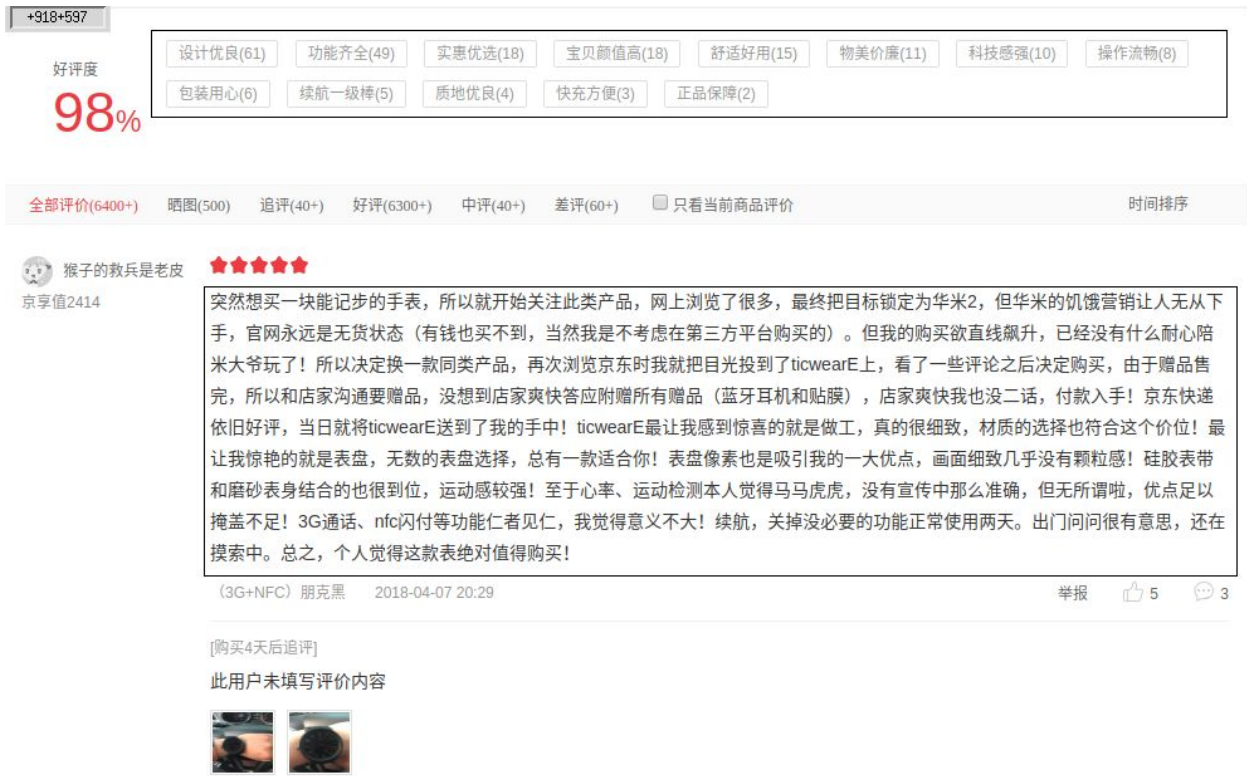 +918+597
设计优良(61) 功能齐全(49) 实惠优选(18) 宝贝颜值高(18) 舒适好用(15) 物美价廉(11) 科技感强(10) 操作流畅(8)
好评度
包装用心(6) 续航一级棒(5) 质地优良(4) 快充方便(3) 正品保障(2)
98%
全部评价(6400+) 晒图(500) 追评(40+) 好评(6300+) 中评(40+) 差评(60+) 只看当前商品评价 时间排序
猴子的救兵是老皮
京享值2414
突然想买一块能记步的手表，所以就开始关注此类产品，网上浏览了很多，最终把目标锁定为华米2，但华米的饥饿营销让人无从下
手，官网永远是无货状态（有钱也买不到，当然我是不考虑在第三方平台购买的）。但我的购买欲直线飙升，已经没有什么耐心陪
米大爷玩了！所以决定换一款同类产品，再次浏览京东时我就把目光投到了ticwearE上，看了一些评论之后决定购买，由于赠品售
完，所以和店家沟通要赠品，没想到店家爽快答应附赠所有赠品（蓝牙耳机和贴膜），店家爽快我也没二话，付款入手！京东快递
依旧好评，当日就将ticwearE送到了我的手中！ticwearE最让我感到惊喜的就是做工，真的很细致，材质的选择也符合这个价位！最
让我惊艳的就是表盘，无数的表盘选择，总有一款适合你！表盘像素也是吸引我的一大优点，画面细致几乎没有颗粒感！硅胶表带
和磨砂表身结合的也很到位，运动感较强！至于心率、运动检测本人觉得马马虎虎，没有宣传中那么准确，但无所谓啦，优点足以
掩盖不足！3G通话、nfc闪付等功能仁者见仁，我觉得意义不大！续航，关掉没必要的功能正常使用两天。出门问问很有意思，还在
摸索中。总之，个人觉得这款表绝对值得购买！
（3G+NFC）朋克黑 2018-04-07 20:29 举报 5 3
[购买4天后追评]
此用户未填写评价内容